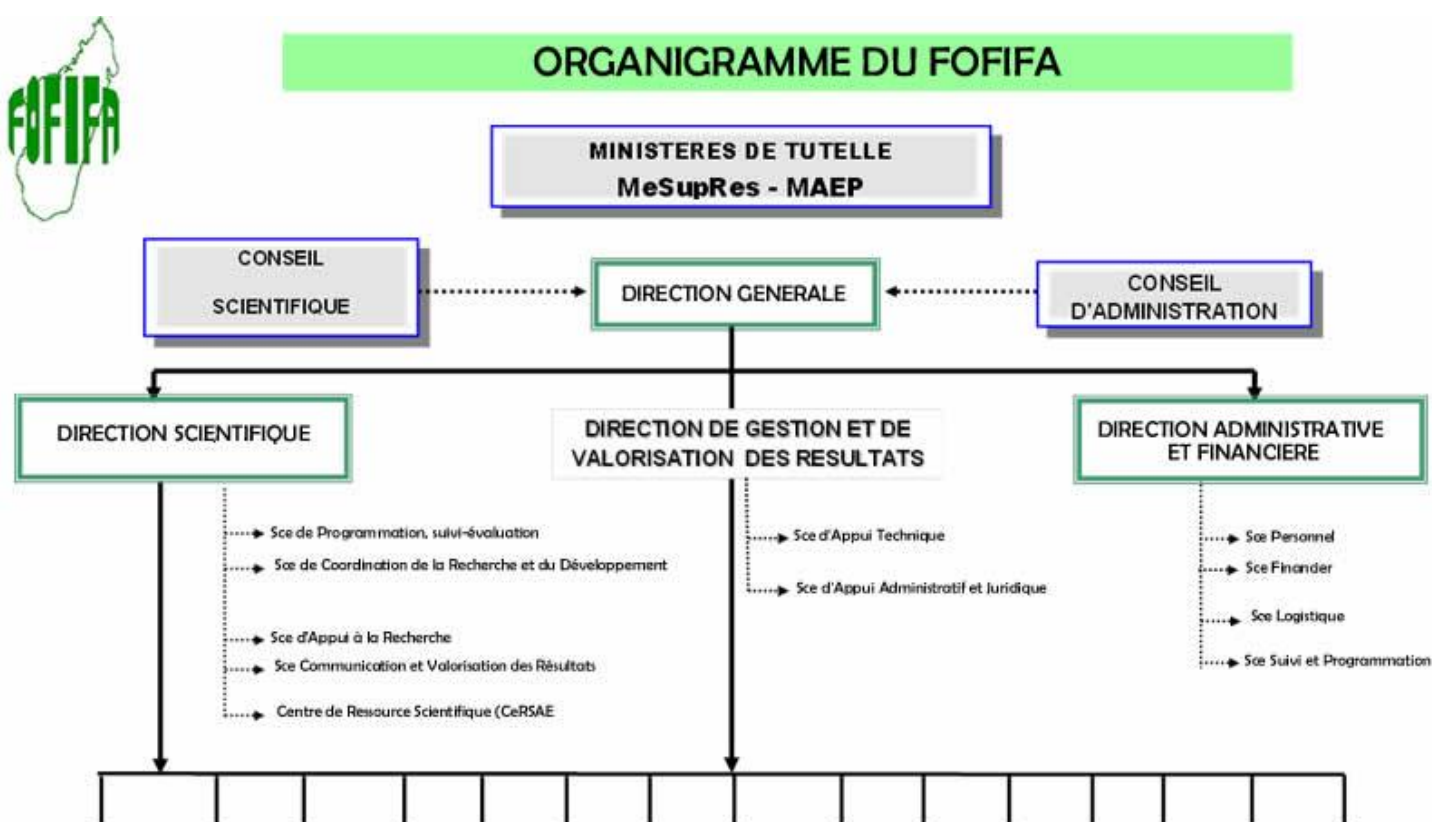 FOFIFA
ORGANIGRAMME DU FOFIFA
MINISTERES DE TUTELLE
MeSupRes - MAEP
CONSEIL
SCIENTIFIQUE
DIRECTION GENERALE
CONSEIL
D'ADMINISTRATION
DIRECTION SCIENTIFIQUE
DIRECTION DE GESTION ET DE
VALORISATION DES RESULTATS
DIRECTION ADMINISTRATIVE
ET FINANCIERE
Sce de Programmation, suivi-évaluation
Sce de Coordination de la Recherche et du Développement
Sce d'Appui à la Recherche
Sce Communication et Valorisation des Résultats
Centre de Ressource Scientifique (CeRSAE
Sce d'Appui Technique
Sce d'Appui Administratif et Juridique
Sce Personnel
Sce Financier
Sce Logistique
Sce Suivi et Programmation